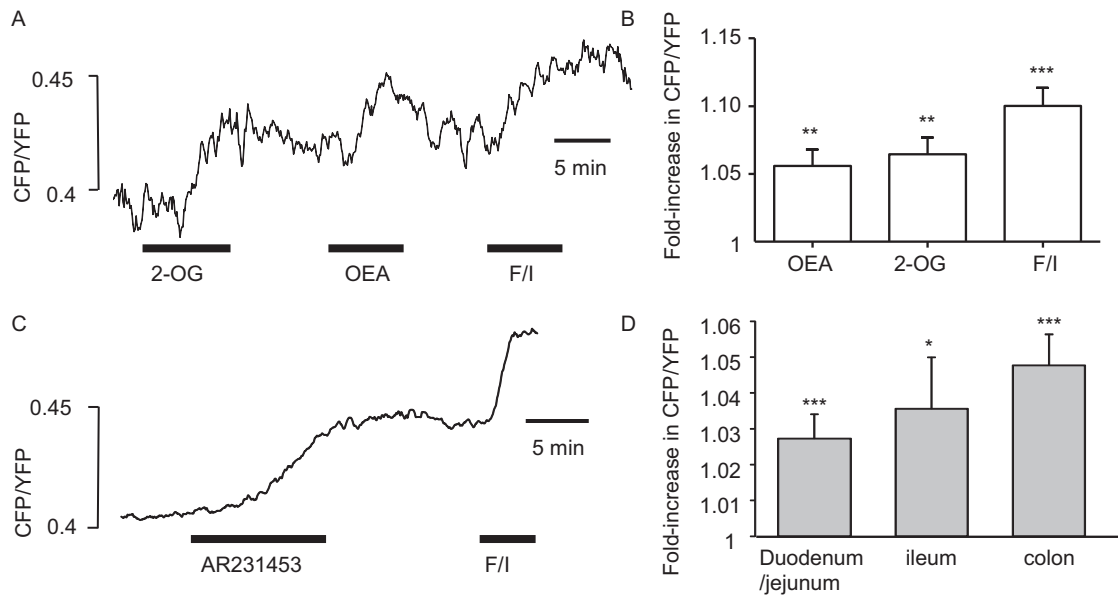 A
CFP/YFP
0.45
0.4
5 min
2-OG
OEA
F/I
B
Fold-increase in CFP/YFP
1.15
1.10
1.05
1
**
**
***
OEA
2-OG
F/I
C
CFP/YFP
0.45
0.4
5 min
AR231453
F/I
D
Fold-increase in CFP/YFP
1.06
1.05
1.04
1.03
1.02
1.01
1
***
*
***
Duodenum
/jejunum
ileum
colon